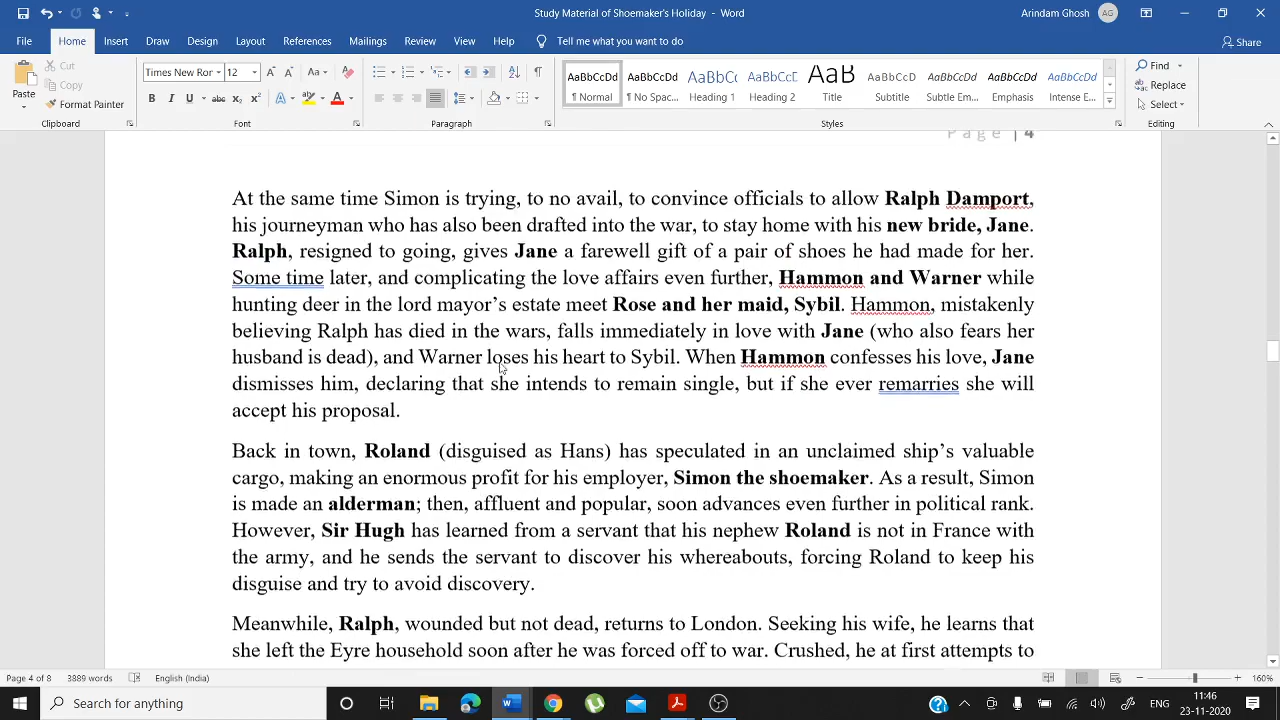 Study Material of Shoemaker's Holiday - Word
Arindam Ghosh AG
File Home Insert Draw Design Layout References Mailings Review View Help Tell me what you want to do Share
Paste Cut Copy Format Painter
Times New Ror 12 Aa
B I U abc x₂ x² A A
AaBbCcDd AaBbCcDd AaBbCc AaBbCcD AaB AaBbCcD AaBbCcDd AaBbCcDd AaBbCcDd
¶ Normal ¶ No Spac... Heading 1 Heading 2 Title Subtitle Subtle Em... Emphasis Intense E...
Find
Replace
Select
Clipboard Font Paragraph Styles Editing
Page | 4
At the same time Simon is trying, to no avail, to convince officials to allow Ralph Damport,
his journeyman who has also been drafted into the war, to stay home with his new bride, Jane.
Ralph, resigned to going, gives Jane a farewell gift of a pair of shoes he had made for her.
Some time later, and complicating the love affairs even further, Hammon and Warner while
hunting deer in the lord mayor's estate meet Rose and her maid, Sybil. Hammon, mistakenly
believing Ralph has died in the wars, falls immediately in love with Jane (who also fears her
husband is dead), and Warner loses his heart to Sybil. When Hammon confesses his love, Jane
dismisses him, declaring that she intends to remain single, but if she ever remarries she will
accept his proposal.
Back in town, Roland (disguised as Hans) has speculated in an unclaimed ship's valuable
cargo, making an enormous profit for his employer, Simon the shoemaker. As a result, Simon
is made an alderman; then, affluent and popular, soon advances even further in political rank.
However, Sir Hugh has learned from a servant that his nephew Roland is not in France with
the army, and he sends the servant to discover his whereabouts, forcing Roland to keep his
disguise and try to avoid discovery.
Meanwhile, Ralph, wounded but not dead, returns to London. Seeking his wife, he learns that
she left the Eyre household soon after he was forced off to war. Crushed, he at first attempts to
Page 4 of 8 3889 words English (India) 160%
Search for anything
11:46
23-11-2020